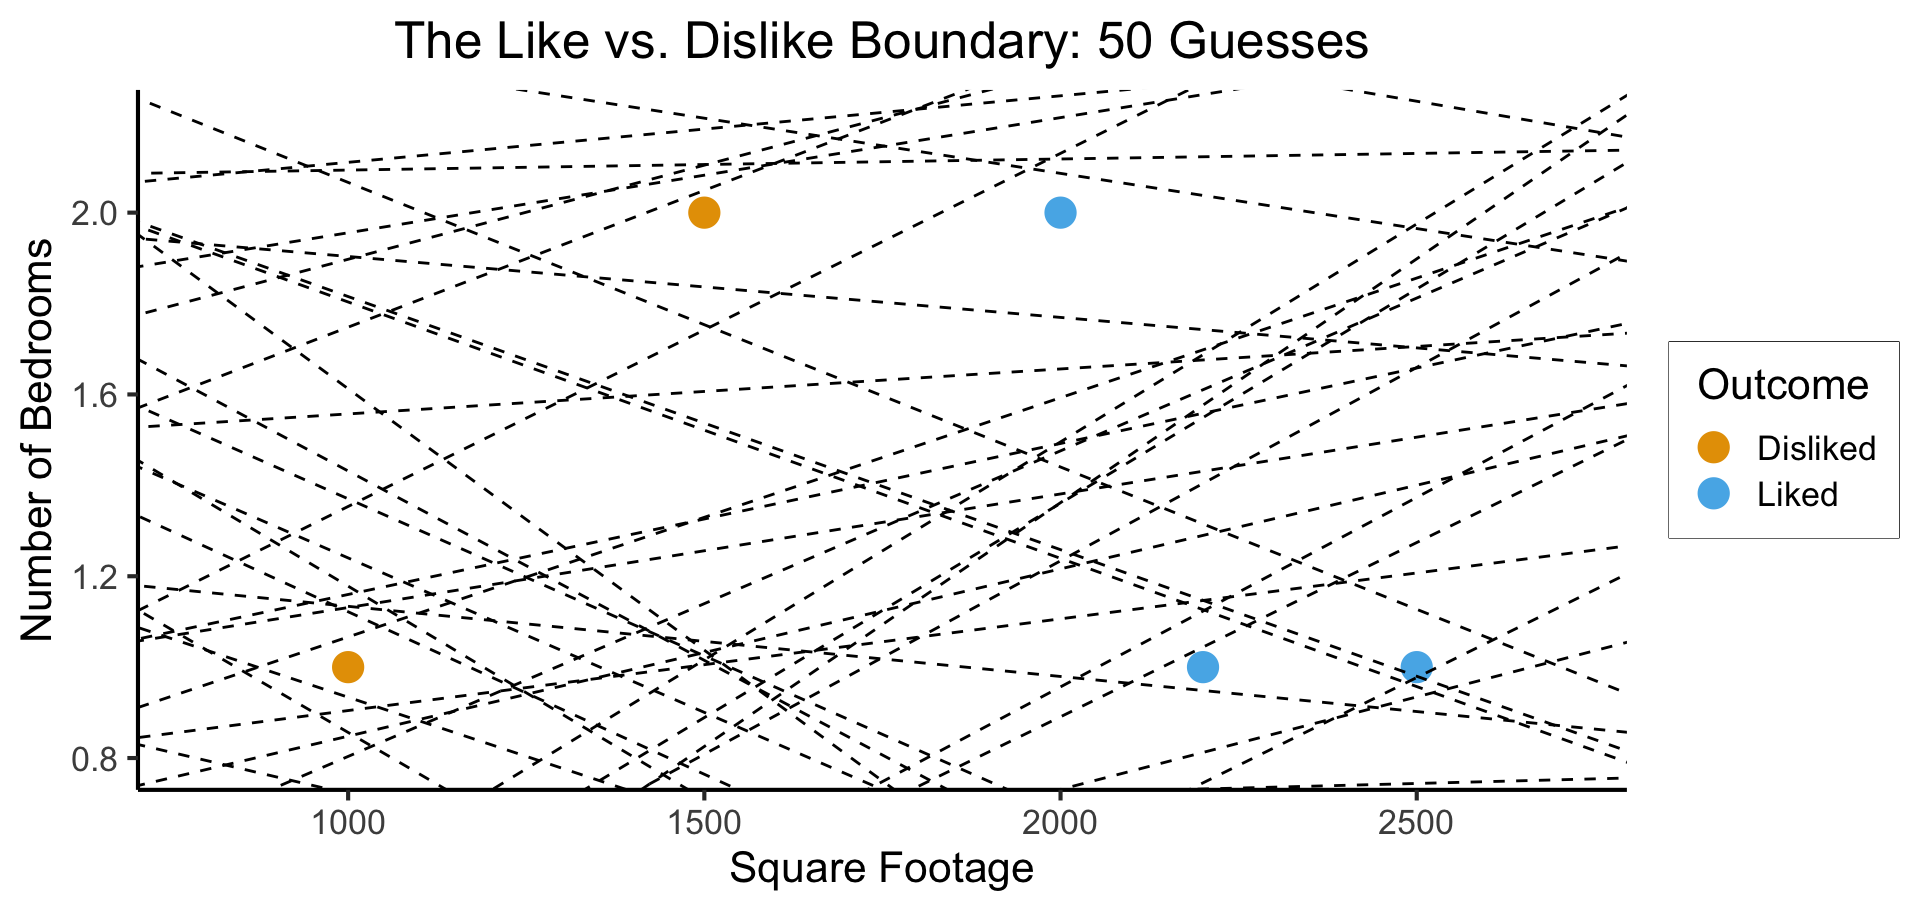 The Like vs. Dislike Boundary: 50 Guesses
Number of Bedrooms
2.0
1.6
1.2
0.8
1000
1500
2000
2500
Square Footage
Outcome
Disliked
Liked